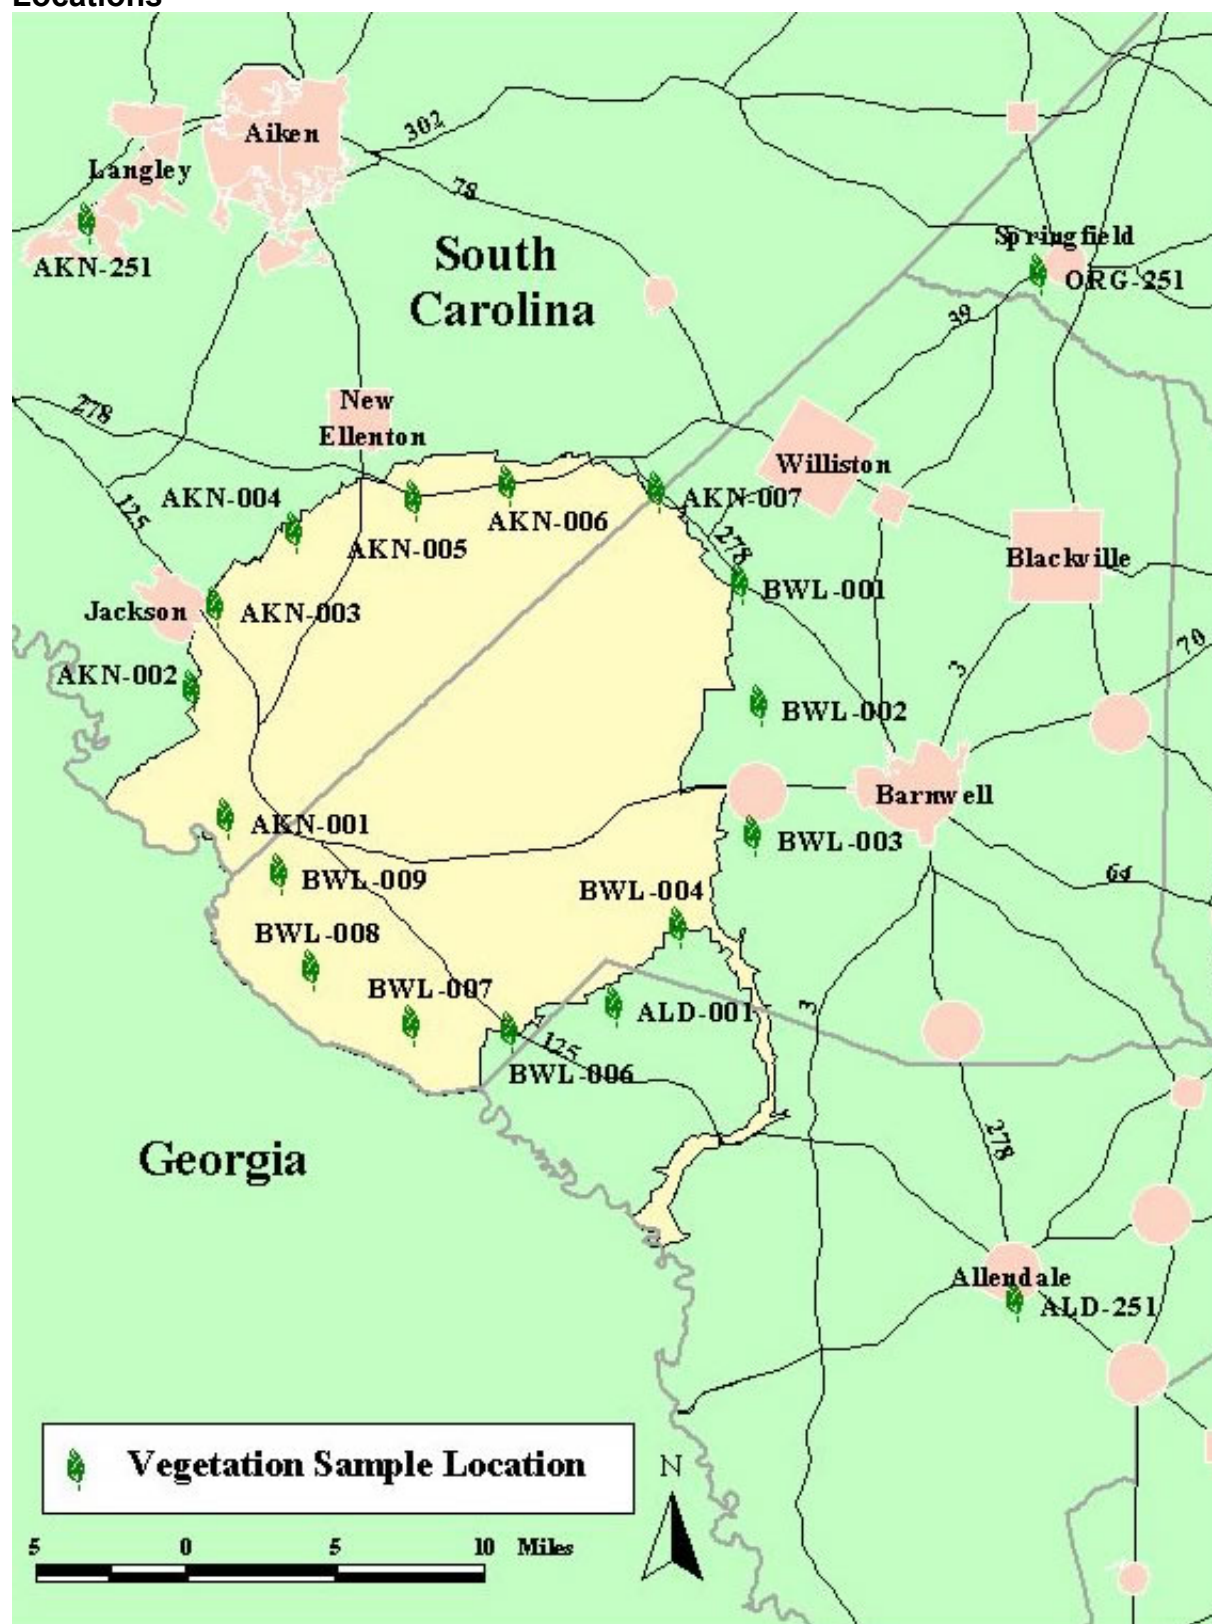 Locations
Aiken
302
Langley
78
AKN-251
South
Carolina
Springfield
ORG-251
39
278
New
Ellenton
Williston
AKN-004
AKN-007
125
AKN-006
AKN-005
278
Blackville
BWL-001
Jackson
AKN-003
70
3
AKN-002
BWL-002
Barnwell
AKN-001
BWL-003
64
BWL-009
BWL-004
BWL-008
BWL-007
3
ALD-001
125
BWL-006
278
Georgia
Allendale
ALD-251
Vegetation Sample Location
N
5 0 5 10 Miles